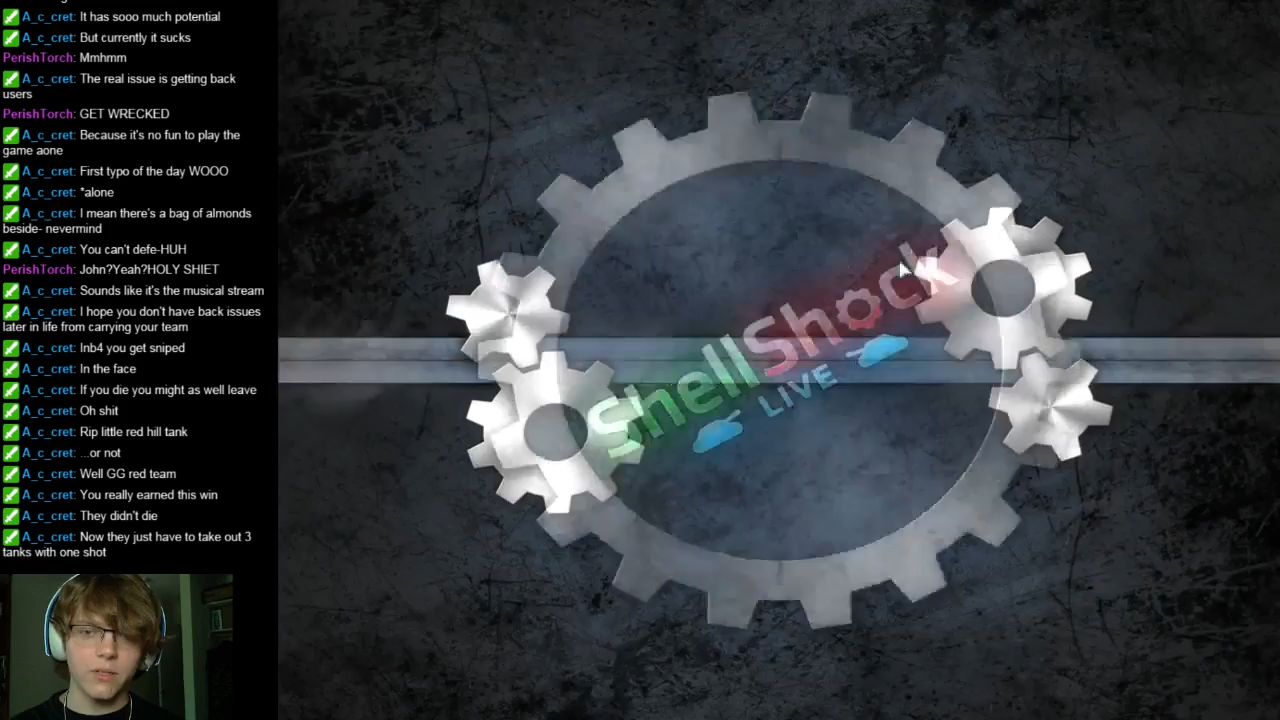 A_c_cret: It has sooo much potential
A_c_cret: But currently it sucks
PerishTorch: Mmhmm
A_c_cret: The real issue is getting back
users
PerishTorch: GET WRECKED
A_c_cret: Because it's no fun to play the
game aone
A_c_cret: First typo of the day WOOO
A_c_cret: *alone
A_c_cret: I mean there's a bag of almonds
beside- nevermind
A_c_cret: You can't defe-HUH
PerishTorch: John?Yeah?HOLY SHIET
A_c_cret: Sounds like it's the musical stream
A_c_cret: I hope you don't have back issues
later in life from carrying your team
A_c_cret: Inb4 you get sniped
A_c_cret: In the face
A_c_cret: If you die you might as well leave
A_c_cret: Oh shit
A_c_cret: Rip little red hill tank
A_c_cret: ...or not
A_c_cret: Well GG red team
A_c_cret: You really earned this win
A_c_cret: They didn't die
A_c_cret: Now they just have to take out 3
tanks with one shot
ShellShock
LIVE